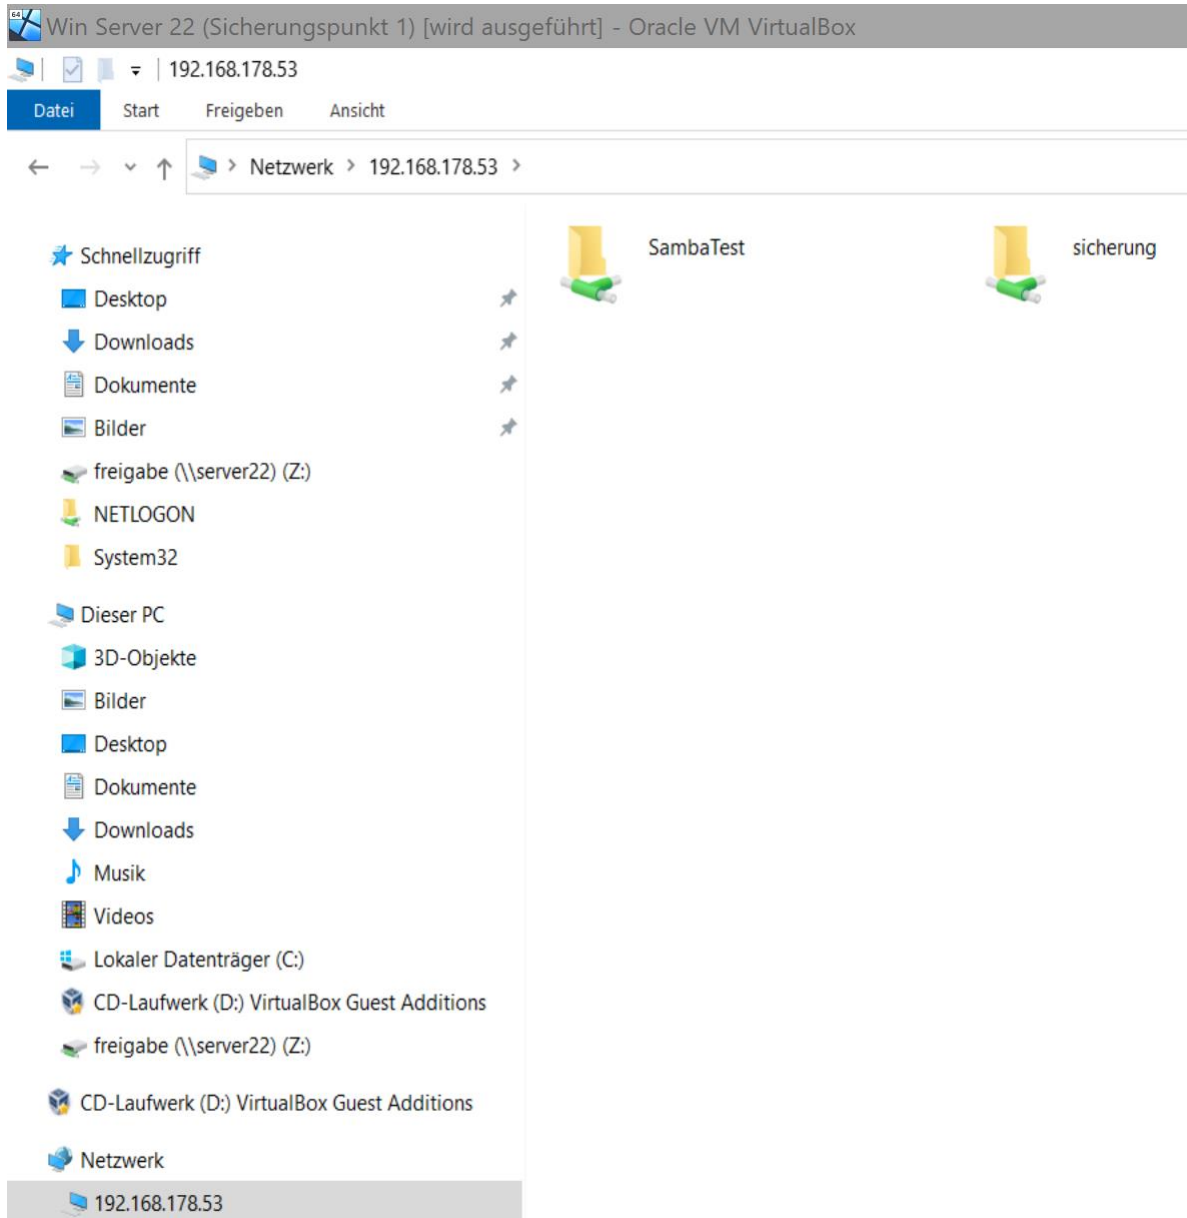 Win Server 22 (Sicherungspunkt 1) [wird ausgeführt] - Oracle VM VirtualBox
192.168.178.53
Datei Start Freigeben Ansicht
Netzwerk 192.168.178.53
Schnellzugriff
Desktop
Downloads
Dokumente
Bilder
freigabe (\\server22) (Z:)
NETLOGON
System32
Dieser PC
3D-Objekte
Bilder
Desktop
Dokumente
Downloads
Musik
Videos
Lokaler Datenträger (C:)
CD-Laufwerk (D:) VirtualBox Guest Additions
freigabe (\\server22) (Z:)
CD-Laufwerk (D:) VirtualBox Guest Additions
Netzwerk
192.168.178.53
SambaTest
sicherung